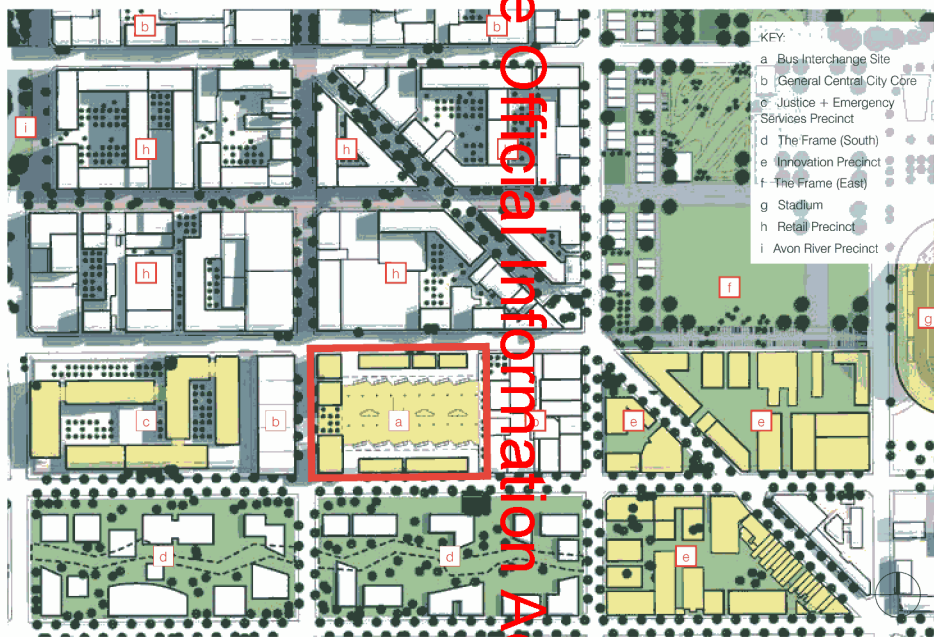 b
b
KEY:
a Bus Interchange Site
b General Central City Core
c Justice + Emergency
Services Precinct
d The Frame (South)
e Innovation Precinct
f The Frame (East)
g Stadium
h Retail Precinct
i Avon River Precinct
i
h
h
h
h
f
g
c
b
a
b
e
e
d
d
e
Official Information